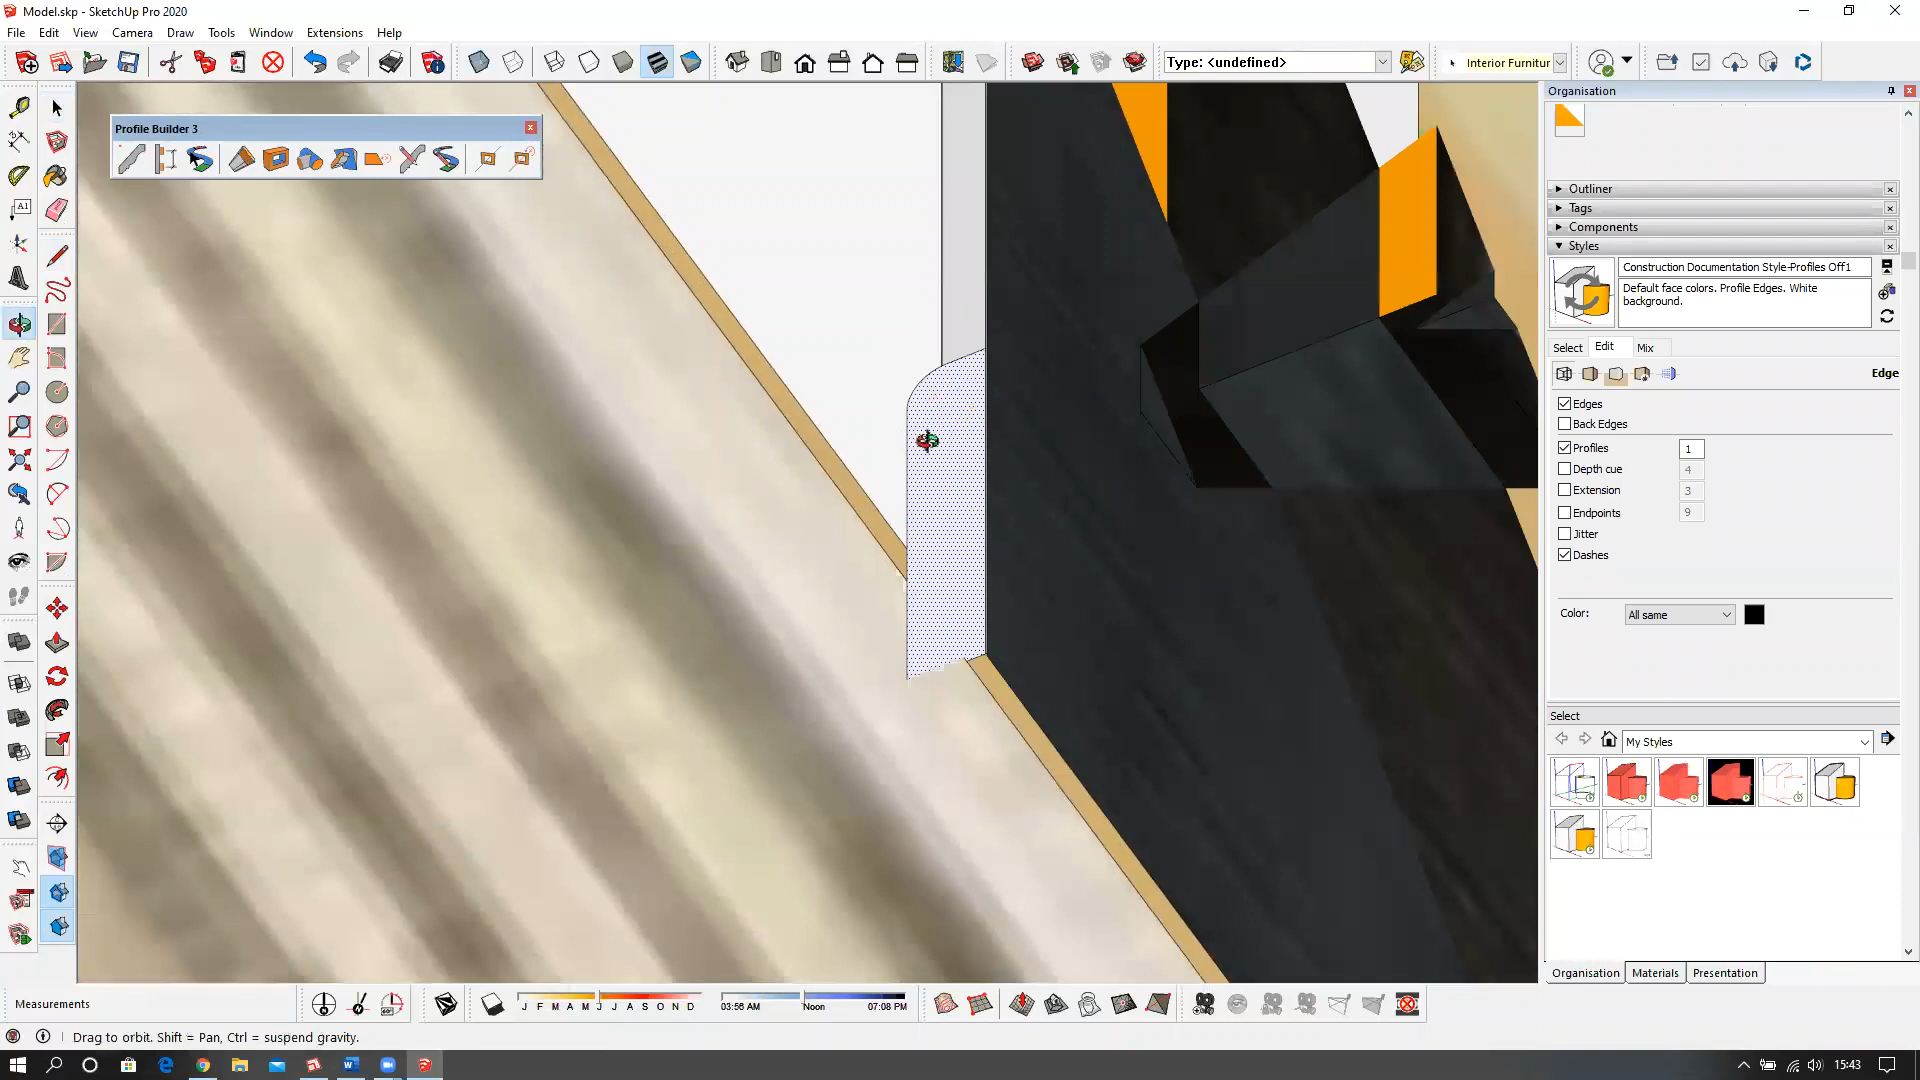 Model.skp - SketchUp Pro 2020
File Edit View Camera Draw Tools Window Extensions Help
Type: <undefined>
Interior Furnitur
Organisation
Profile Builder 3
A1
Outliner
Tags
Components
Styles
Construction Documentation Style-Profiles Off1
Default face colors. Profile Edges. White
background.
Select Edit Mix
Edge
Edges
Back Edges
Profiles 1
Depth cue 4
Extension 3
Endpoints 9
Jitter
Dashes
Color: All same
Select
My Styles
Organisation Materials Presentation
Measurements
J F M A M J J A S O N D
03:56 AM Noon 07:08 PM
Drag to orbit. Shift = Pan, Ctrl = suspend gravity.
15:43